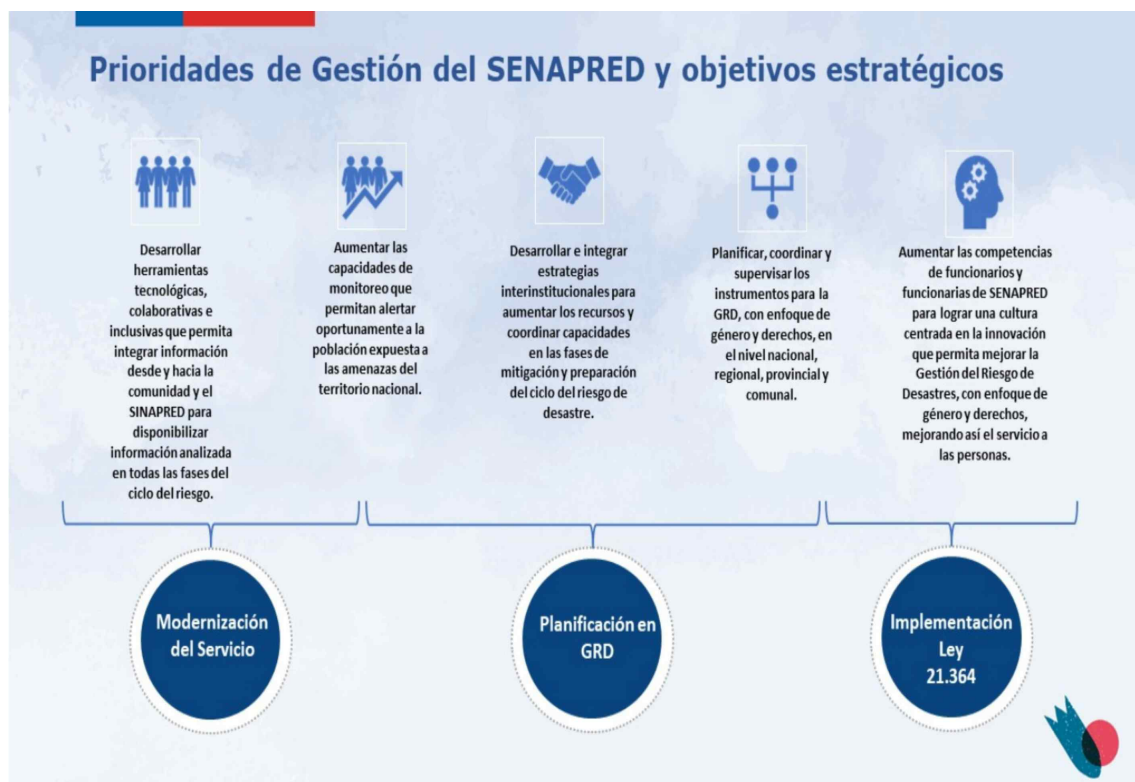 Prioridades de Gestión del SENAPRED y objetivos estratégicos
Desarrollar
herramientas
tecnológicas,
colaborativas e
inclusivas que permita
integrar información
desde y hacia la
comunidad y el
SINAPRED para
disponibilizar
información analizada
en todas las fases del
ciclo del riesgo.
Aumentar las
capacidades de
monitoreo que
permitan alertar
oportunamente a la
población expuesta a
las amenazas del
territorio nacional.
Desarrollar e integrar
estrategias
interinstitucionales para
aumentar los recursos y
coordinar capacidades
en las fases de
mitigación y preparación
del ciclo del riesgo de
desastre.
Planificar, coordinar y
supervisar los
instrumentos para la
GRD, con enfoque de
género y derechos, en
el nivel nacional,
regional, provincial y
comunal.
Aumentar las competencias
de funcionarios y
funcionarias de SENAPRED
para lograr una cultura
centrada en la innovación
que permita mejorar la
Gestión del Riesgo de
Desastres, con enfoque de
género y derechos,
mejorando así el servicio a
las personas.
Modernización
del Servicio
Planificación en
GRD
Implementación
Ley
21.364